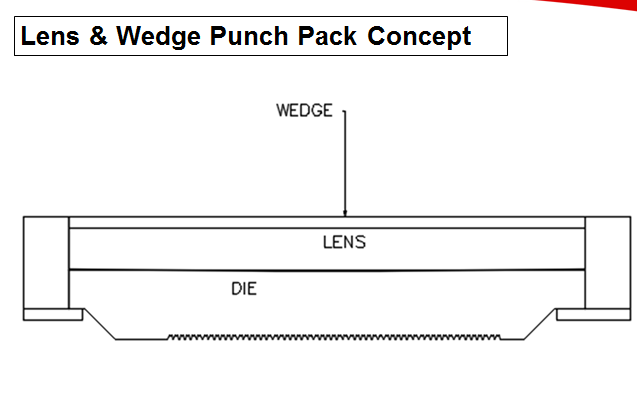 Lens & Wedge Punch Pack Concept
WEDGE
LENS
DIE